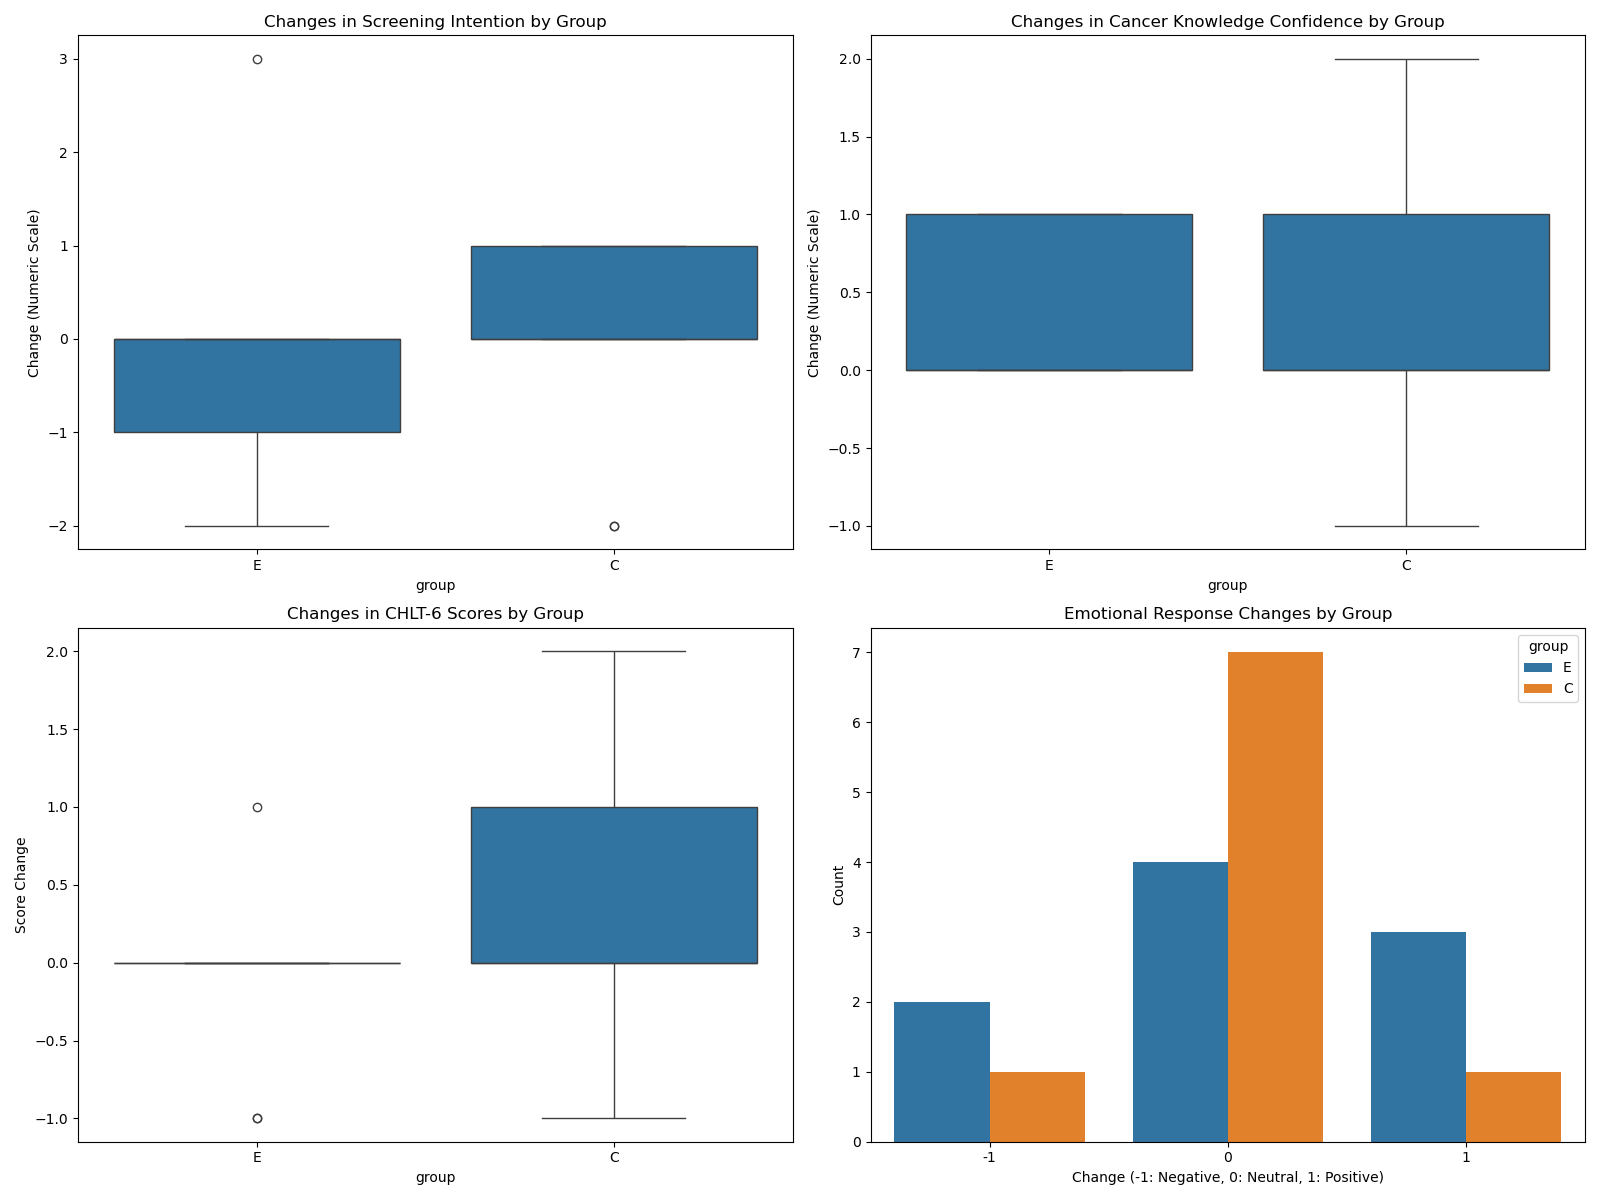 Changes in Screening Intention by Group
3
2
1
0
−1
−2
Change (Numeric Scale)
E
C
group
Changes in Cancer Knowledge Confidence by Group
2.0
1.5
1.0
0.5
0.0
−0.5
−1.0
Change (Numeric Scale)
E
C
group
Changes in CHLT-6 Scores by Group
2.0
1.5
1.0
0.5
0.0
−0.5
−1.0
Score Change
E
C
group
Emotional Response Changes by Group
group
E
C
7
6
5
4
3
2
1
0
Count
-1
0
1
Change (-1: Negative, 0: Neutral, 1: Positive)